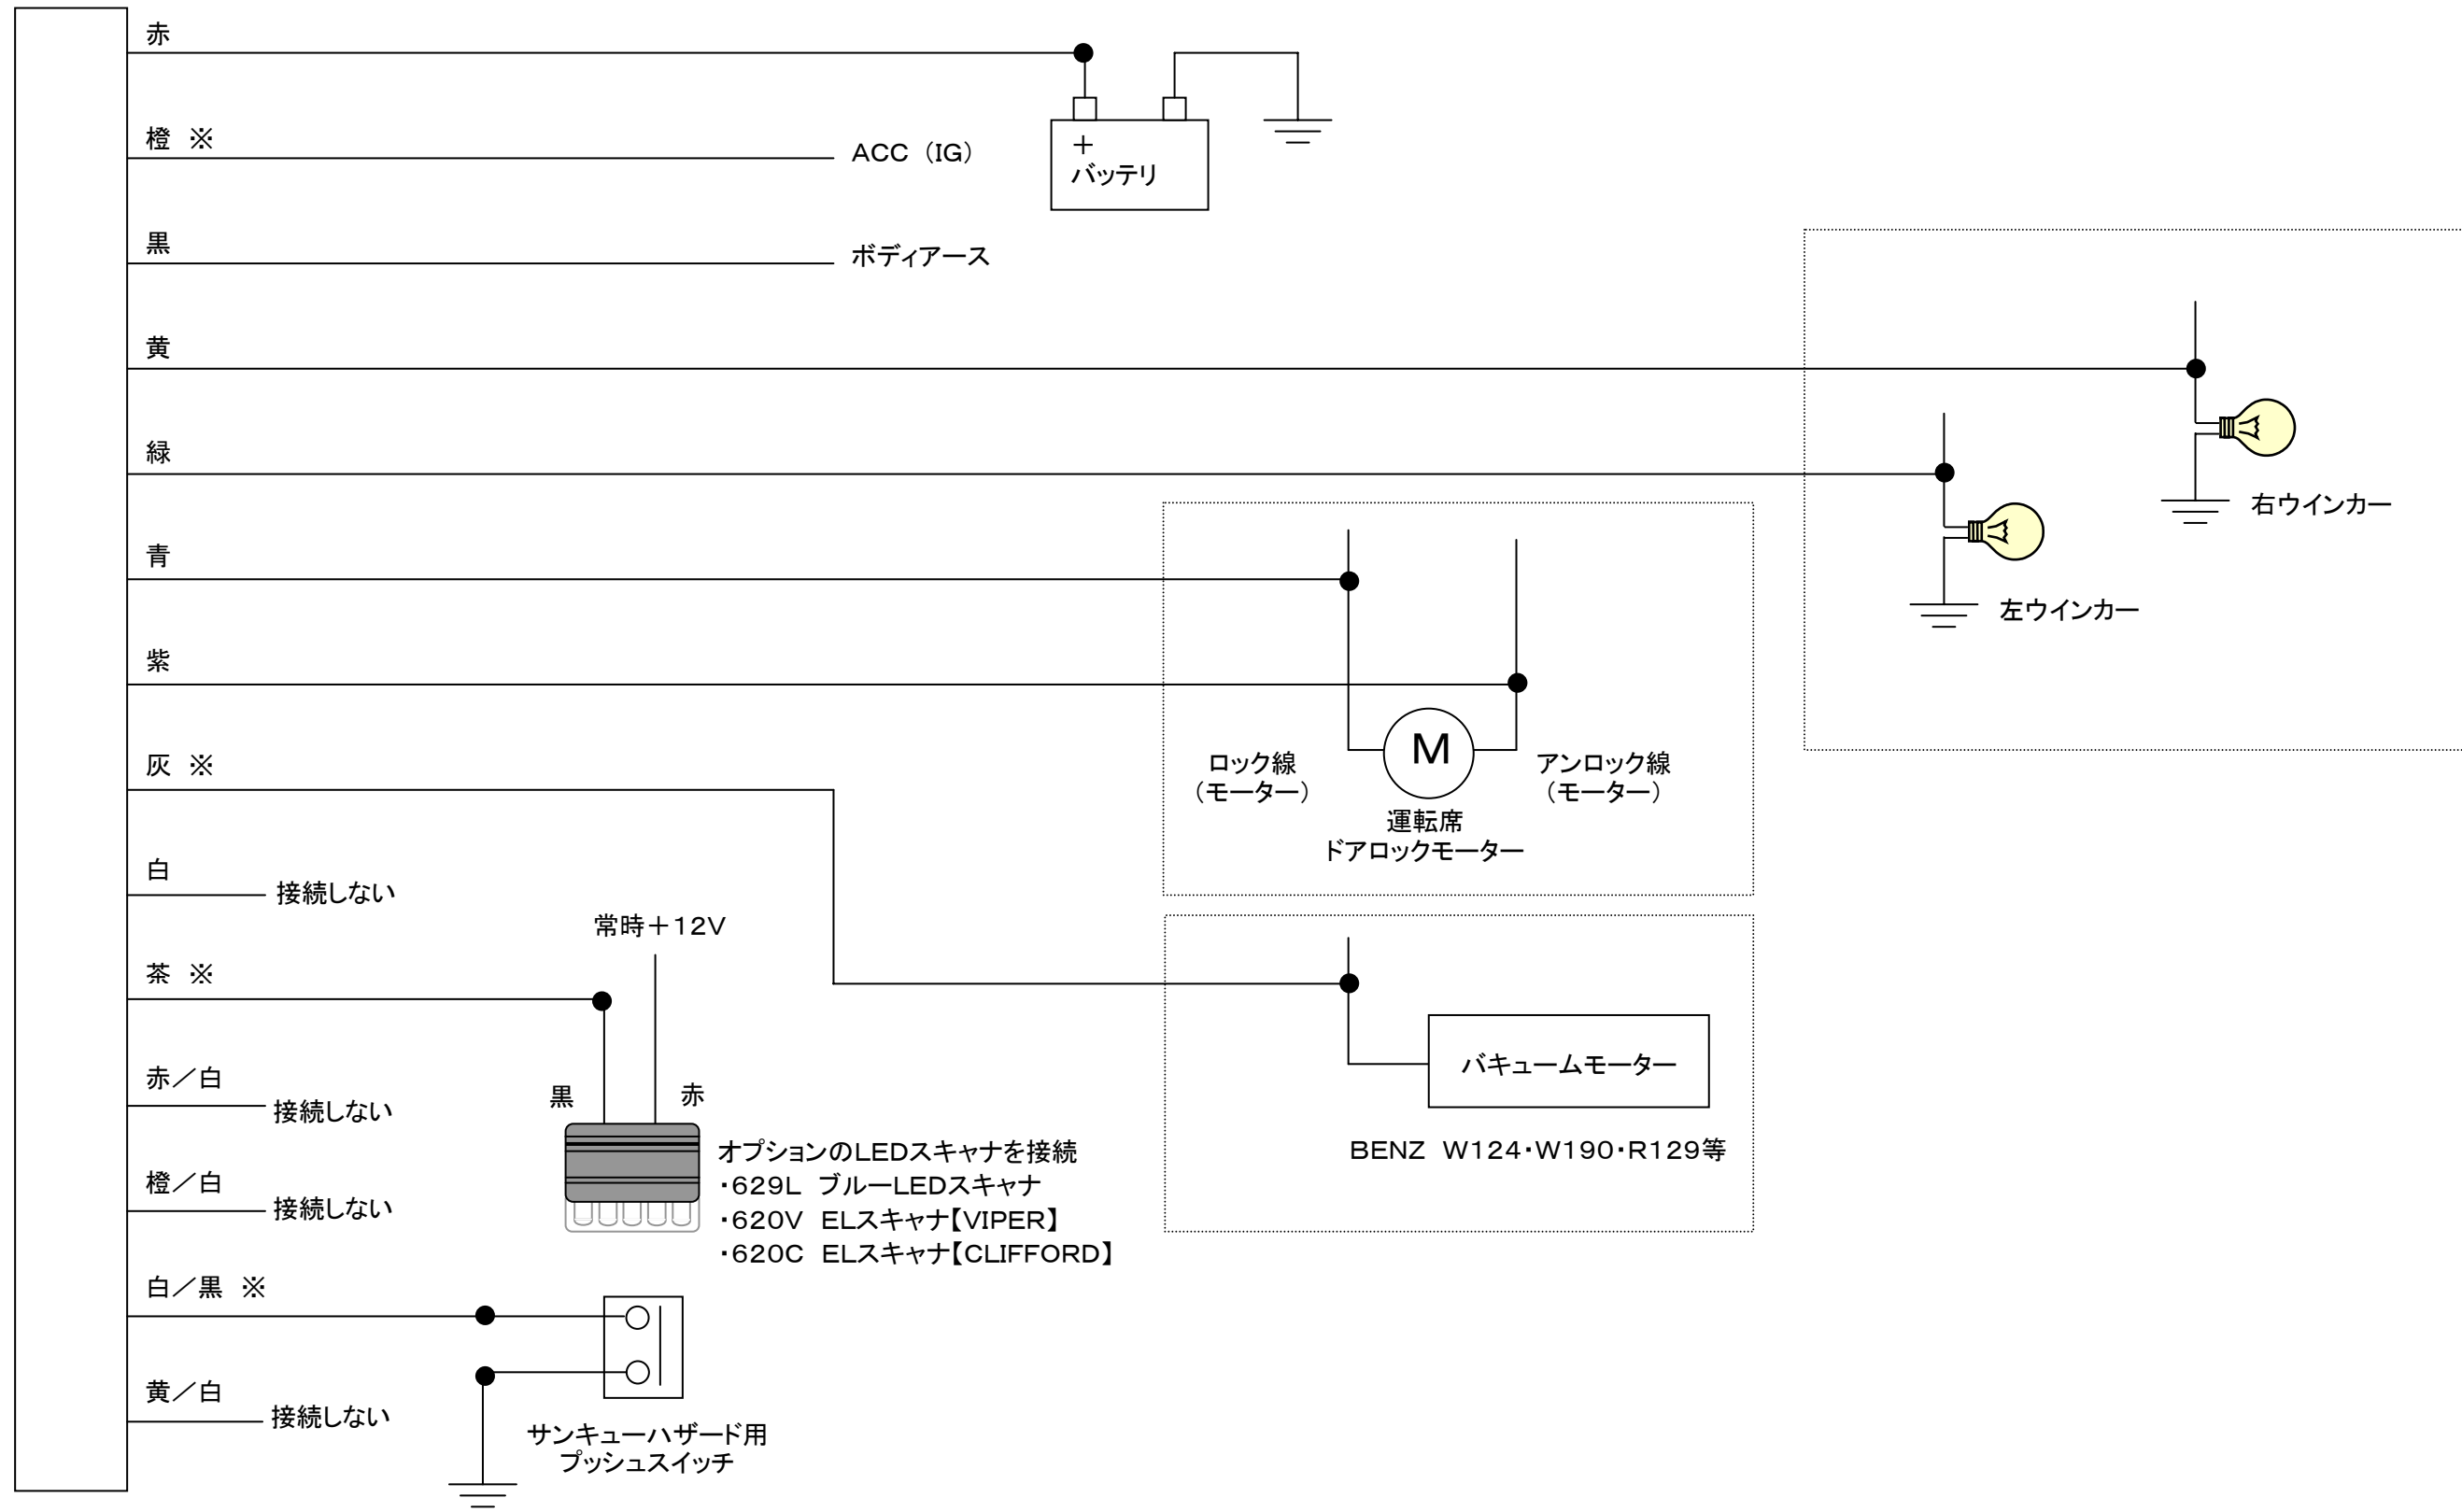 赤
橙 ※
ACC (IG)
＋
バッテリ
黒
ボディアース
黄
緑
右ウインカー
青
左ウインカー
紫
灰 ※
ロック線
(モーター)
M
アンロック線
(モーター)
運転席
ドアロックモーター
白
接続しない
常時＋12V
茶 ※
赤／白
接続しない
黒
赤
バキュームモーター
オプションのLEDスキャナを接続
・629L ブルーLEDスキャナ
・620V ELスキャナ【VIPER】
・620C ELスキャナ【CLIFFORD】
BENZ W124・W190・R129等
橙／白
接続しない
白／黒 ※
黄／白
接続しない
サンキューハザード用
プッシュスイッチ